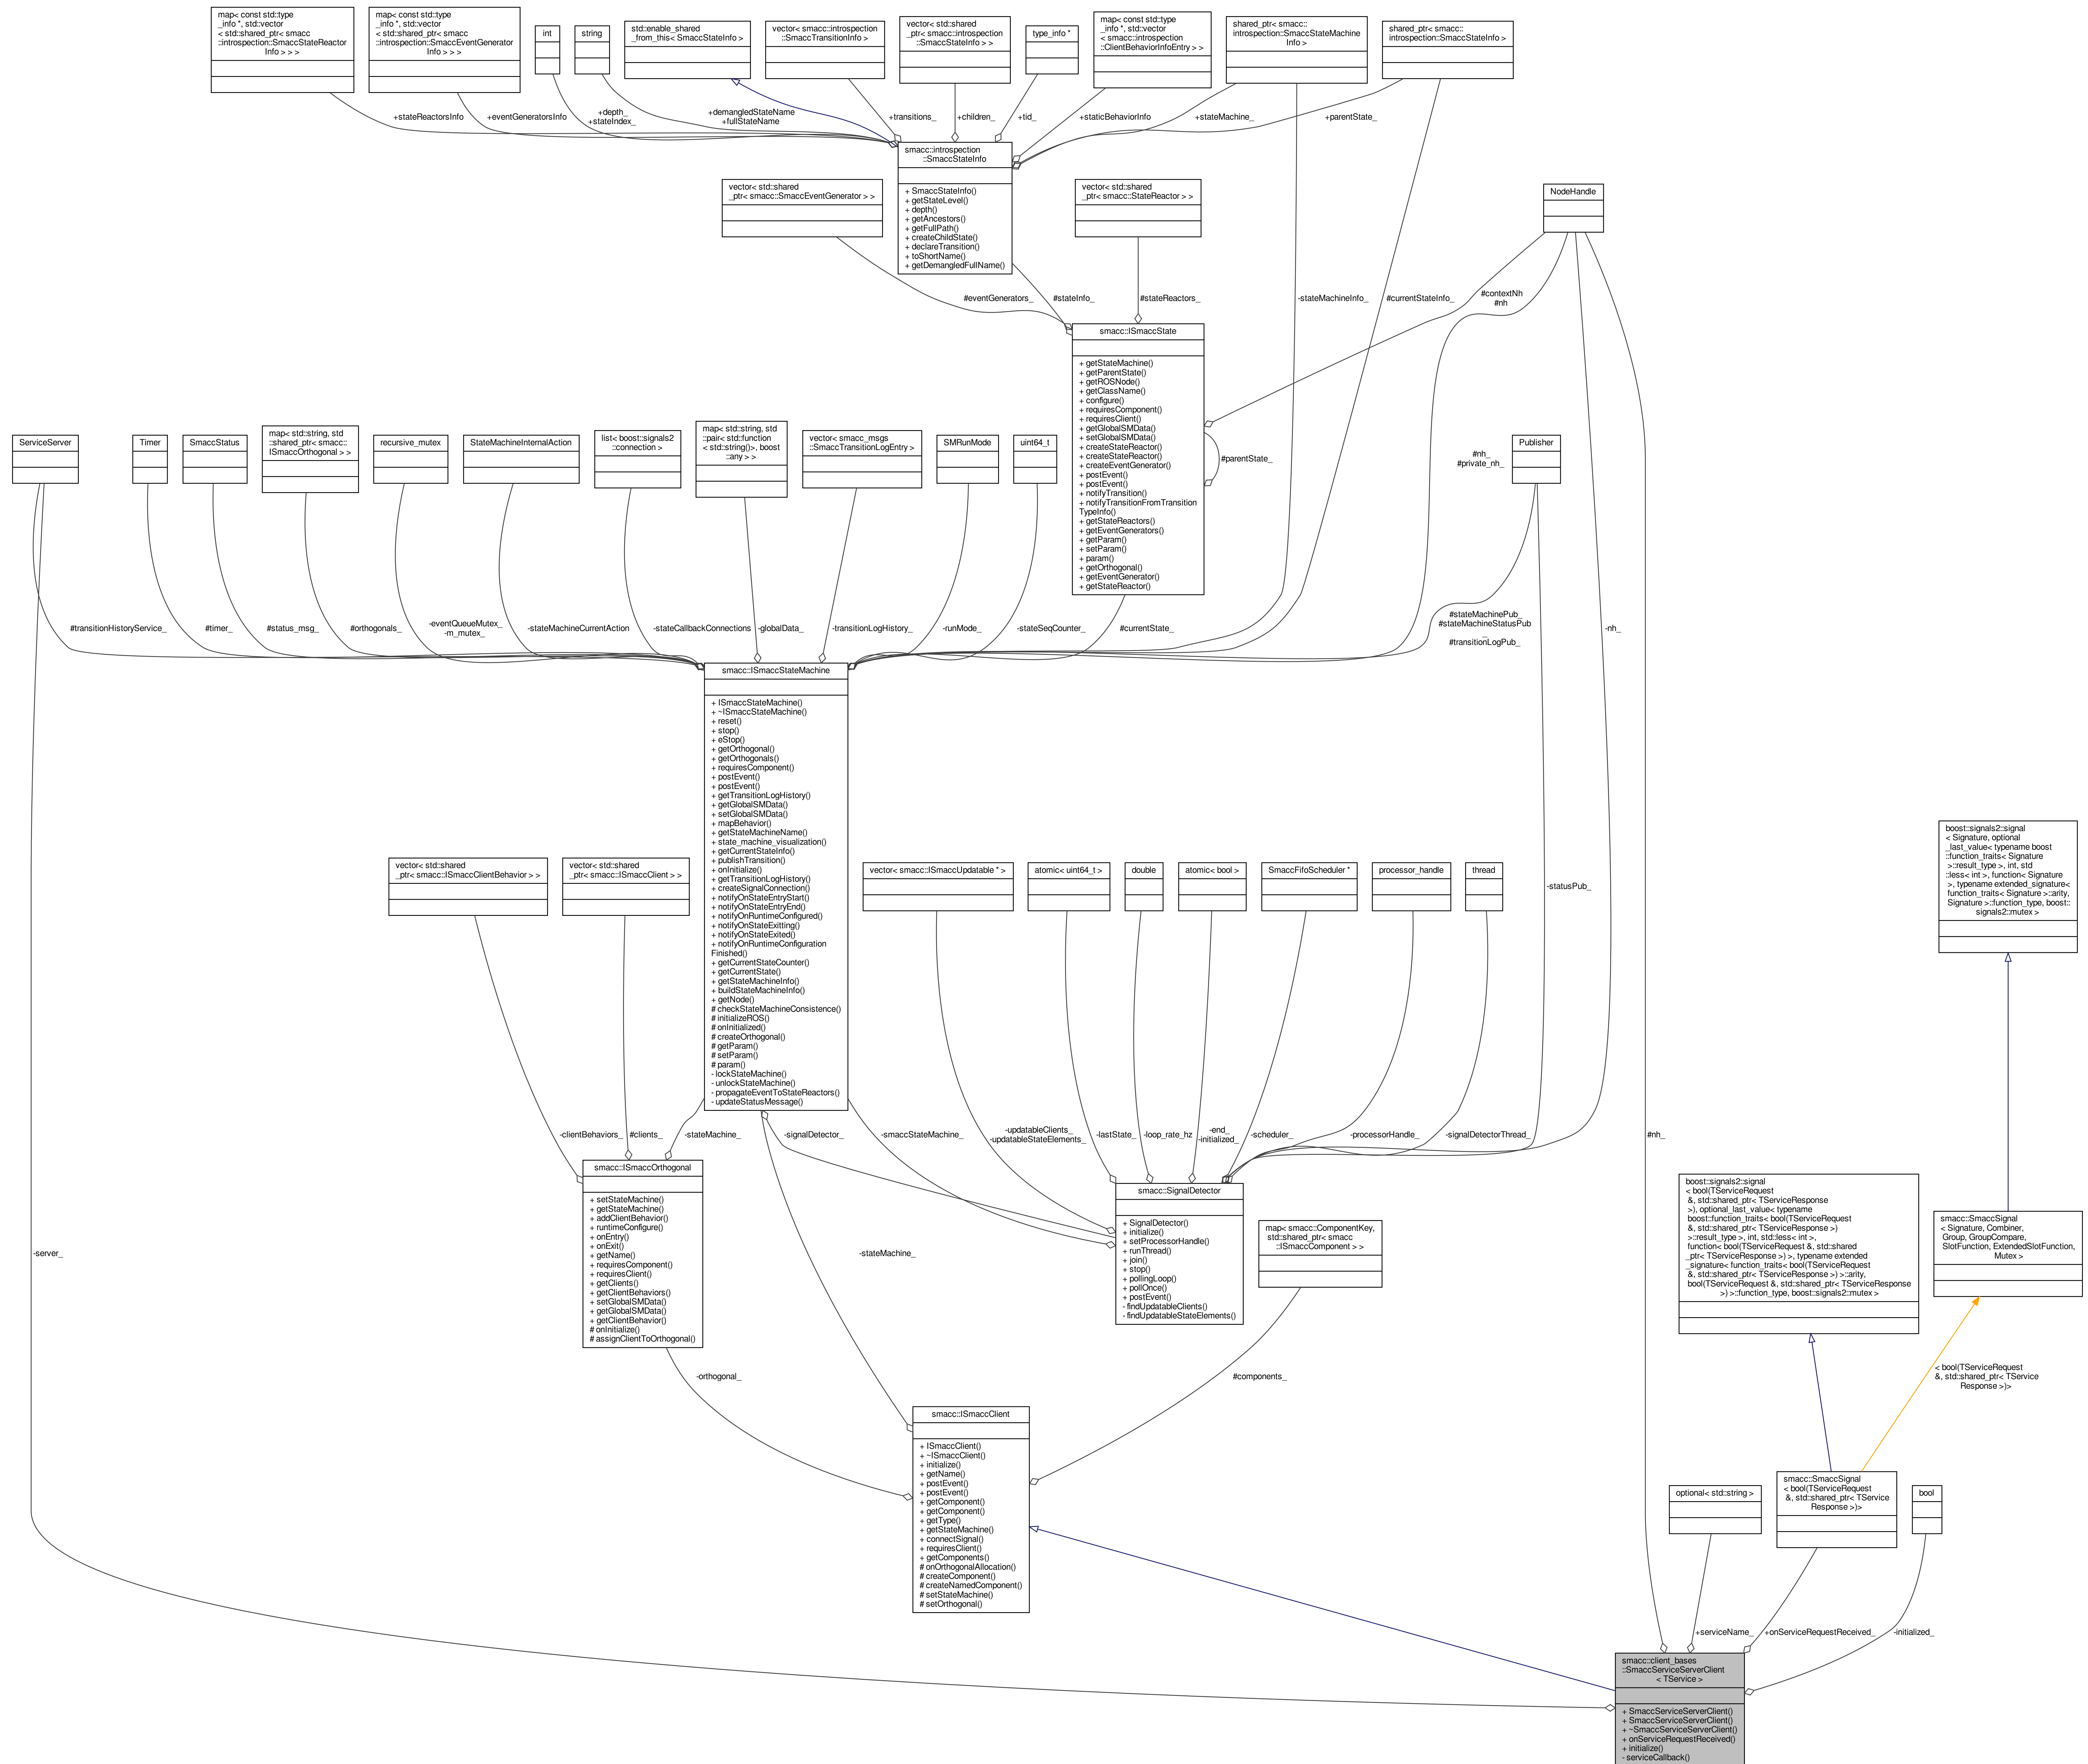 map< const std::type
_info *, std::vector
< std::shared_ptr< smacc
::introspection::SmaccStateReactor
Info > > >
map< const std::type
_info *, std::vector
< std::shared_ptr< smacc
::introspection::SmaccEventGenerator
Info > > >
int
string
std::enable_shared
_from_this< SmaccStateInfo >
vector< smacc::introspection
::SmaccTransitionInfo >
vector< std::shared
_ptr< smacc::introspection
::SmaccStateInfo > >
type_info *
map< const std::type
_info *, std::vector
< smacc::introspection
::ClientBehaviorInfoEntry > >
shared_ptr< smacc::
introspection::SmaccStateMachine
Info >
shared_ptr< smacc::
introspection::SmaccStateInfo >
+stateReactorsInfo
+eventGeneratorsInfo
+depth_
+stateIndex_
+demangledStateName
+fullStateName
+transitions_
+children_
+tid_
+staticBehaviorInfo
+stateMachine_
+parentState_
smacc::introspection
::SmaccStateInfo
+ SmaccStateInfo()
+ getStateLevel()
+ depth()
+ getAncestors()
+ getFullPath()
+ createChildState()
+ declareTransition()
+ toShortName()
+ getDemangledFullName()
vector< std::shared
_ptr< smacc::SmaccEventGenerator > >
vector< std::shared
_ptr< smacc::StateReactor > >
NodeHandle
#eventGenerators_
#stateInfo_
#stateReactors_
-stateMachineInfo_
#currentStateInfo_
#contextNh
#nh
smacc::ISmaccState
+ getStateMachine()
+ getParentState()
+ getROSNode()
+ getClassName()
+ configure()
+ requiresComponent()
+ requiresClient()
+ getGlobalSMData()
+ setGlobalSMData()
+ createStateReactor()
+ createStateReactor()
+ createEventGenerator()
+ postEvent()
+ postEvent()
+ notifyTransition()
+ notifyTransitionFromTransition
TypeInfo()
+ getStateReactors()
+ getEventGenerators()
+ getParam()
+ setParam()
+ param()
+ getOrthogonal()
+ getEventGenerator()
+ getStateReactor()
#parentState_
#nh_
#private_nh_
ServiceServer
Timer
SmaccStatus
map< std::string, std
::shared_ptr< smacc::
ISmaccOrthogonal > >
recursive_mutex
StateMachineInternalAction
list< boost::signals2
::connection >
map< std::string, std
::pair< std::function
< std::string()>, boost
::any > >
vector< smacc_msgs
::SmaccTransitionLogEntry >
SMRunMode
uint64_t
Publisher
#transitionHistoryService_
#timer_
#status_msg_
#orthogonals_
-eventQueueMutex_
-m_mutex_
-stateMachineCurrentAction
-stateCallbackConnections
-globalData_
-transitionLogHistory_
-runMode_
-stateSeqCounter_
#currentState_
#stateMachinePub_
#stateMachineStatusPub
_
#transitionLogPub_
-nh_
smacc::ISmaccStateMachine
+ ISmaccStateMachine()
+ ~ISmaccStateMachine()
+ reset()
+ stop()
+ eStop()
+ getOrthogonal()
+ getOrthogonals()
+ requiresComponent()
+ postEvent()
+ postEvent()
+ getTransitionLogHistory()
+ getGlobalSMData()
+ setGlobalSMData()
+ mapBehavior()
+ getStateMachineName()
+ state_machine_visualization()
+ getCurrentStateInfo()
+ publishTransition()
+ onInitialize()
+ getTransitionLogHistory()
+ createSignalConnection()
+ notifyOnStateEntryStart()
+ notifyOnStateEntryEnd()
+ notifyOnRuntimeConfigured()
+ notifyOnStateExitting()
+ notifyOnStateExited()
+ notifyOnRuntimeConfiguration
Finished()
+ getCurrentStateCounter()
+ getCurrentState()
+ getStateMachineInfo()
+ buildStateMachineInfo()
+ getNode()
# checkStateMachineConsistence()
# initializeROS()
# onInitialized()
# createOrthogonal()
# getParam()
# setParam()
# param()
- lockStateMachine()
- unlockStateMachine()
- propagateEventToStateReactors()
- updateStatusMessage()
vector< std::shared
_ptr< smacc::ISmaccClientBehavior > >
vector< std::shared
_ptr< smacc::ISmaccClient > >
vector< smacc::ISmaccUpdatable * >
atomic< uint64_t >
double
atomic< bool >
SmaccFifoScheduler *
processor_handle
thread
-statusPub_
boost::signals2::signal
< Signature, optional
_last_value< typename boost
::function_traits< Signature
>::result_type >, int, std
::less< int >, function< Signature
>, typename extended_signature<
function_traits< Signature >::arity,
Signature >::function_type, boost::
signals2::mutex >
-clientBehaviors_
#clients_
-stateMachine_
-signalDetector_
-smaccStateMachine_
-updatableClients_
-updatableStateElements_
-lastState_
-loop_rate_hz
-end_
-initialized_
-scheduler_
-processorHandle_
-signalDetectorThread_
#nh_
smacc::ISmaccOrthogonal
+ setStateMachine()
+ getStateMachine()
+ addClientBehavior()
+ runtimeConfigure()
+ onEntry()
+ onExit()
+ getName()
+ requiresComponent()
+ requiresClient()
+ getClients()
+ getClientBehaviors()
+ setGlobalSMData()
+ getGlobalSMData()
+ getClientBehavior()
# onInitialize()
# assignClientToOrthogonal()
smacc::SignalDetector
+ SignalDetector()
+ initialize()
+ setProcessorHandle()
+ runThread()
+ join()
+ stop()
+ pollingLoop()
+ pollOnce()
+ postEvent()
- findUpdatableClients()
- findUpdatableStateElements()
map< smacc::ComponentKey,
std::shared_ptr< smacc
::ISmaccComponent > >
boost::signals2::signal
< bool(TServiceRequest
&, std::shared_ptr< TServiceResponse
>), optional_last_value< typename
boost::function_traits< bool(TServiceRequest
&, std::shared_ptr< TServiceResponse >)
>::result_type >, int, std::less< int >,
function< bool(TServiceRequest &, std::shared
_ptr< TServiceResponse >) >, typename extended
_signature< function_traits< bool(TServiceRequest
&, std::shared_ptr< TServiceResponse >) >::arity,
bool(TServiceRequest &, std::shared_ptr< TServiceResponse
>) >::function_type, boost::signals2::mutex >
smacc::SmaccSignal
< Signature, Combiner,
Group, GroupCompare,
SlotFunction, ExtendedSlotFunction,
Mutex >
-server_
-stateMachine_
-orthogonal_
#components_
< bool(TServiceRequest
&, std::shared_ptr< TService
Response >)>
smacc::ISmaccClient
+ ISmaccClient()
+ ~ISmaccClient()
+ initialize()
+ getName()
+ postEvent()
+ postEvent()
+ getComponent()
+ getComponent()
+ getType()
+ getStateMachine()
+ connectSignal()
+ requiresClient()
+ getComponents()
# onOrthogonalAllocation()
# createComponent()
# createNamedComponent()
# setStateMachine()
# setOrthogonal()
optional< std::string >
smacc::SmaccSignal
< bool(TServiceRequest
&, std::shared_ptr< TService
Response >)>
bool
+serviceName_
+onServiceRequestReceived_
-initialized_
smacc::client_bases
::SmaccServiceServerClient
< TService >
+ SmaccServiceServerClient()
+ SmaccServiceServerClient()
+ ~SmaccServiceServerClient()
+ onServiceRequestReceived()
+ initialize()
- serviceCallback()